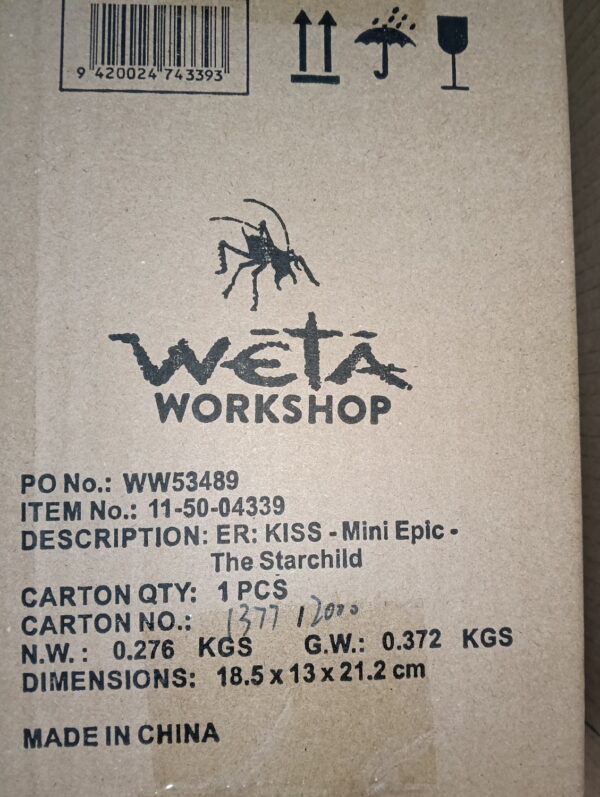 9 420024 743393
WĒTĀ
WORKSHOP
PO No.: WW53489
ITEM No.: 11-50-04339
DESCRIPTION: ER: KISS - Mini Epic -
The Starchild
CARTON QTY: 1 PCS
CARTON NO.: 1377 / 2000
N.W.: 0.276 KGS G.W.: 0.372 KGS
DIMENSIONS: 18.5 x 13 x 21.2 cm
MADE IN CHINA